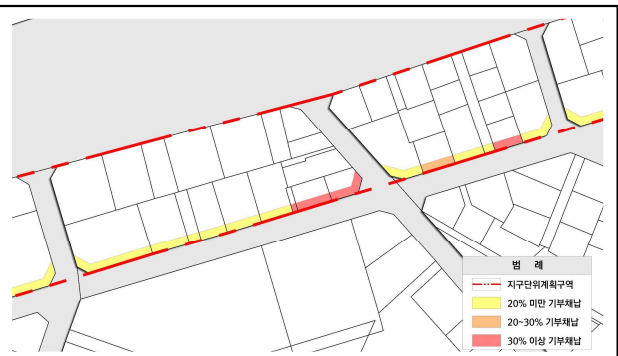 범 례
지구단위계획구역
20% 미만 기부채납
20~30% 기부채납
30% 이상 기부채납